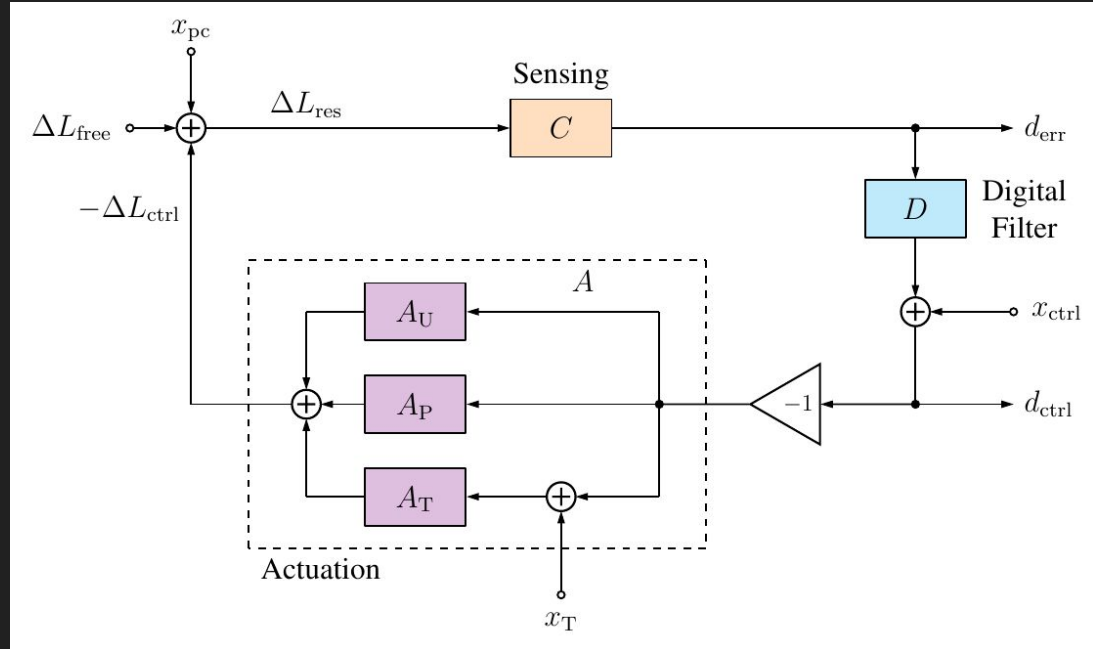 x_pc
Sensing
ΔL_free
+
ΔL_res
C
d_err
−ΔL_ctrl
D
Digital
Filter
A
A_U
+
x_ctrl
+
A_P
−1
d_ctrl
A_T
+
Actuation
x_T